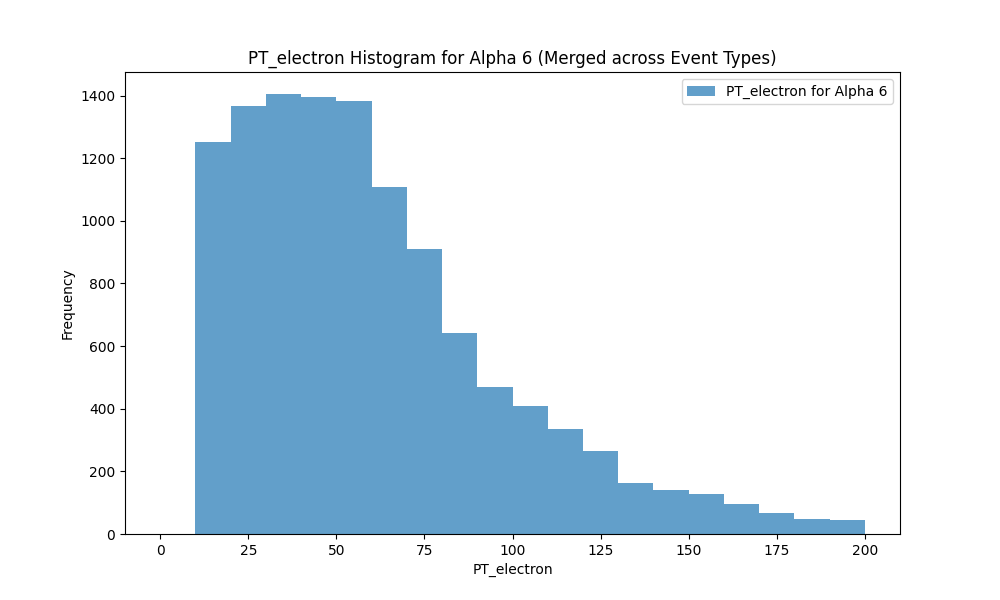 PT_electron Histogram for Alpha 6 (Merged across Event Types)
PT_electron for Alpha 6
1400
1200
1000
800
600
400
200
0
Frequency
0 25 50 75 100 125 150 175 200
PT_electron